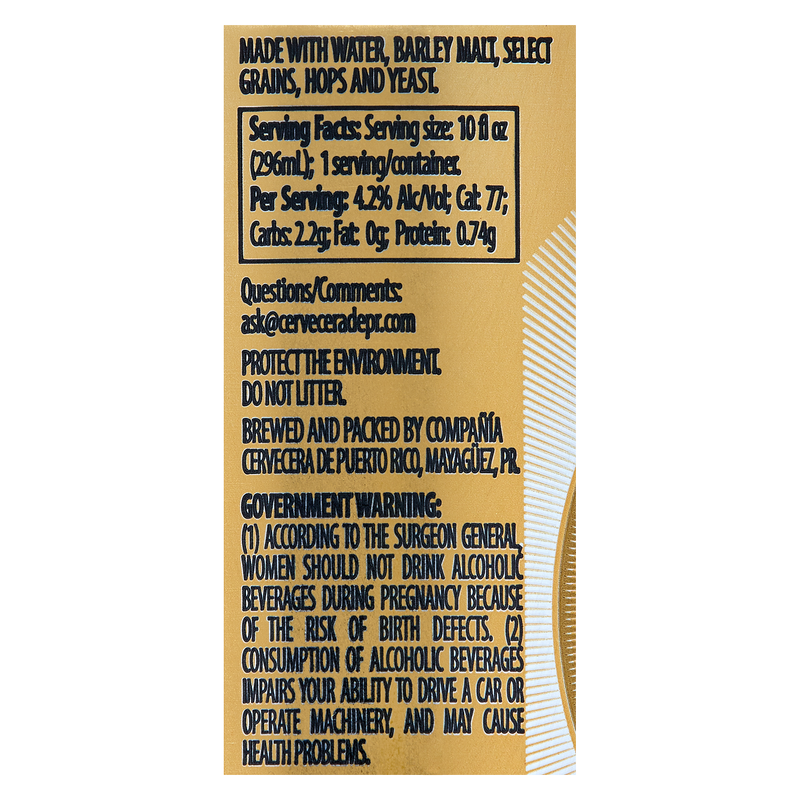 MADE WITH WATER, BARLEY MALT, SELECT
GRAINS, HOPS AND YEAST.
Serving Facts: Serving size: 10 fl oz
(296mL); 1 serving/container.
Per Serving: 4.2% Alc/Vol; Cal: 77;
Carbs: 2.2g; Fat: 0g; Protein: 0.74g
Questions/Comments:
ask@cerveceradepr.com
PROTECT THE ENVIRONMENT.
DO NOT LITTER.
BREWED AND PACKED BY COMPAÑÍA
CERVECERA DE PUERTO RICO, MAYAGÜEZ, PR.
GOVERNMENT WARNING:
(1) ACCORDING TO THE SURGEON GENERAL,
WOMEN SHOULD NOT DRINK ALCOHOLIC
BEVERAGES DURING PREGNANCY BECAUSE
OF THE RISK OF BIRTH DEFECTS. (2)
CONSUMPTION OF ALCOHOLIC BEVERAGES
IMPAIRS YOUR ABILITY TO DRIVE A CAR OR
OPERATE MACHINERY, AND MAY CAUSE
HEALTH PROBLEMS.